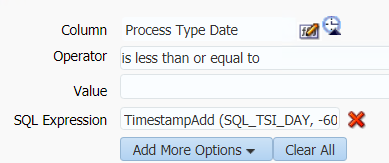 Column Process Type Date
Operator is less than or equal to
Value
SQL Expression TimestampAdd (SQL_TSI_DAY, -60
Add More Options Clear All